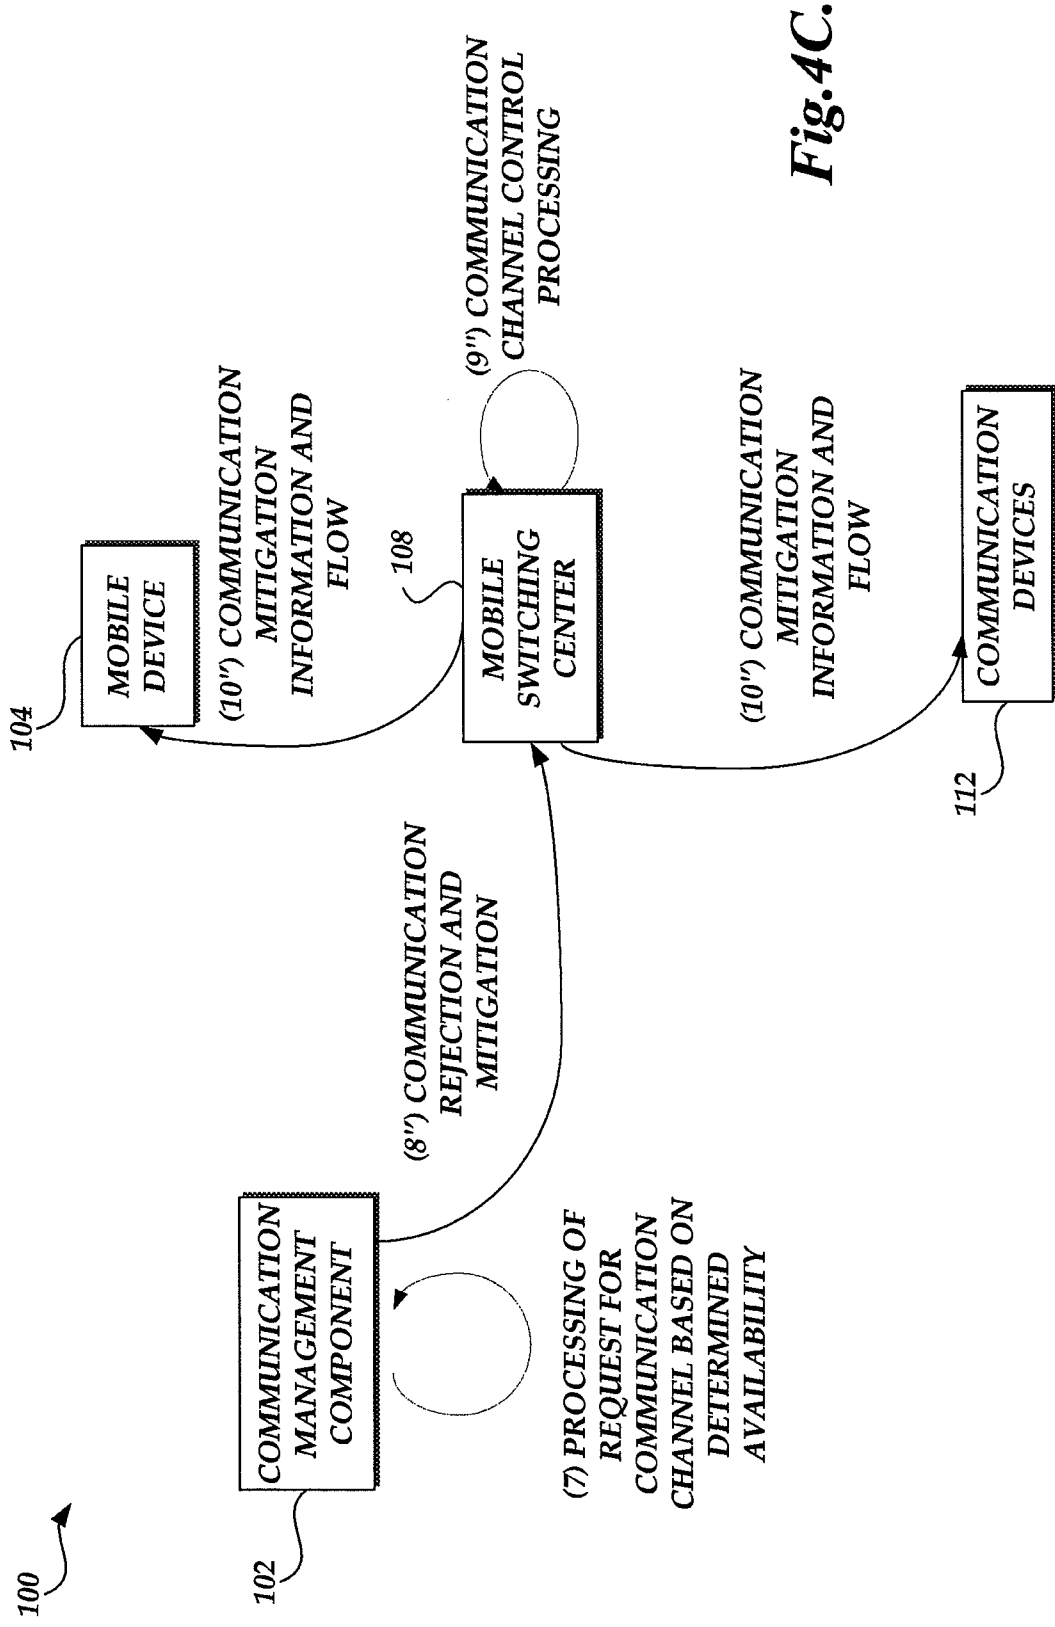 100
102
COMMUNICATION
MANAGEMENT
COMPONENT
(7) PROCESSING OF
REQUEST FOR
COMMUNICATION
CHANNEL BASED ON
DETERMINED
AVAILABILITY
(8") COMMUNICATION
REJECTION AND
MITIGATION
104
MOBILE
DEVICE
(10") COMMUNICATION
MITIGATION
INFORMATION AND
FLOW
108
MOBILE
SWITCHING
CENTER
(9") COMMUNICATION
CHANNEL CONTROL
PROCESSING
(10") COMMUNICATION
MITIGATION
INFORMATION AND
FLOW
112
COMMUNICATION
DEVICES
Fig.4C.